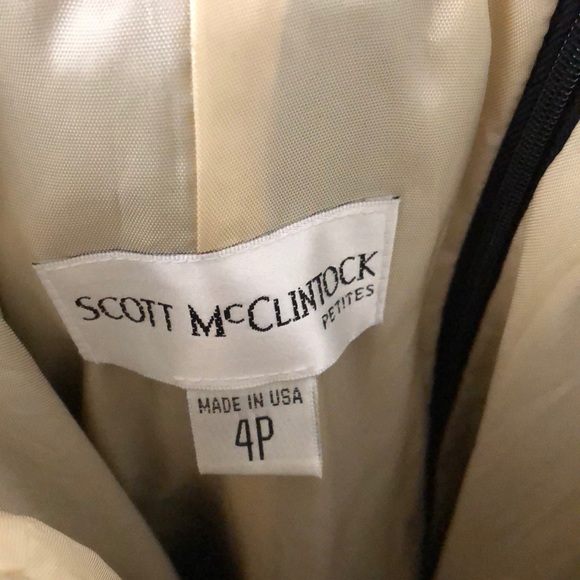 SCOTT McCLINTOCK
PETITES
MADE IN USA
4P